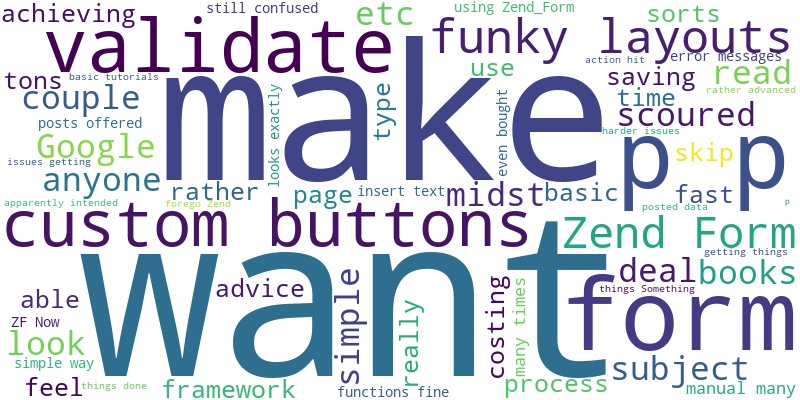 achieving
still confused
etc
using Zend_Form
sorts
validate
funky layouts
action hit
error messages
tons
basic tutorials
make
use
saving
read
couple
type
looks exactly
even bought
time
rather advanced
posts offered
scoured
Google
harder issues
p p
skip
issues getting
anyone
rather
page
insert text
midst
basic
fast
apparently intended
forego Zend
posted data
p
custom buttons
Zend Form
want
getting things
deal
books
able
advice
simple
really
costing
many times
things Something
form
ZF Now
look
simple way
subject
feel
things done
framework
functions fine
process
manual many